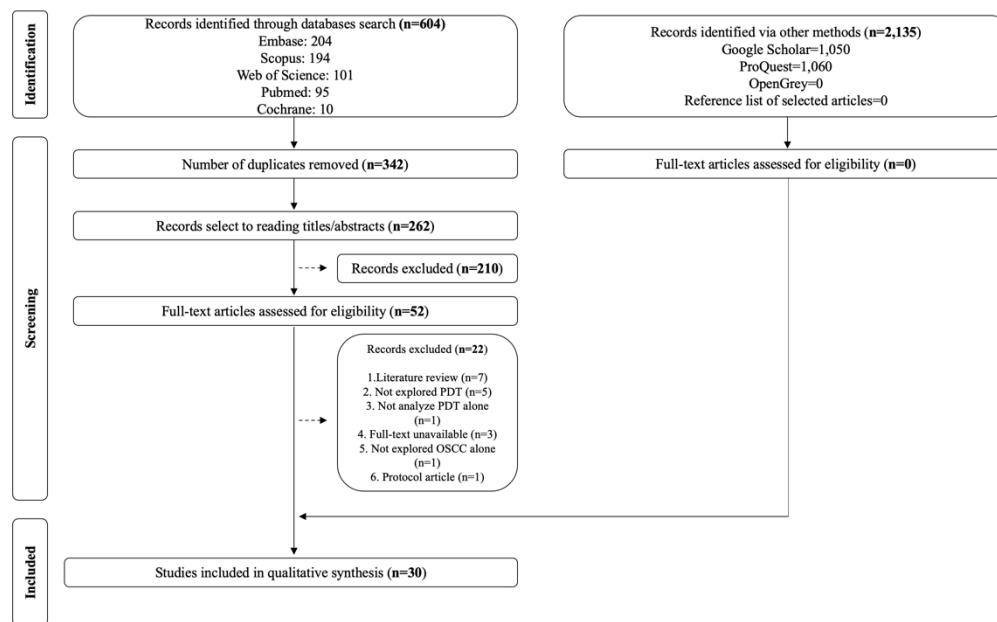 Identification
Records identified through databases search (n=604)
Embase: 204
Scopus: 194
Web of Science: 101
Pubmed: 95
Cochrane: 10
Records identified via other methods (n=2,135)
Google Scholar=1,050
ProQuest=1,060
OpenGrey=0
Reference list of selected articles=0
Screening
Number of duplicates removed (n=342)
Full-text articles assessed for eligibility (n=0)
Records select to reading titles/abstracts (n=262)
Records excluded (n=210)
Full-text articles assessed for eligibility (n=52)
Records excluded (n=22)
1.Literature review (n=7)
2. Not explored PDT (n=5)
3. Not analyze PDT alone
(n=1)
4. Full-text unavailable (n=3)
5. Not explored OSCC alone
(n=1)
6. Protocol article (n=1)
Included
Studies included in qualitative synthesis (n=30)